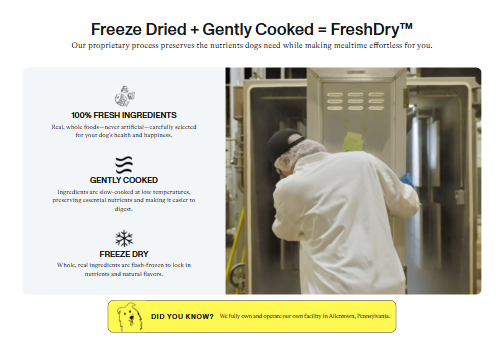 Freeze Dried + Gently Cooked = FreshDry™
Our proprietary process preserves the nutrients dogs need while making mealtime effortless for you.
100% FRESH INGREDIENTS
Real, whole foods—never artificial—carefully selected
for your dog's health and happiness.
GENTLY COOKED
Ingredients are slow-cooked at low temperatures,
preserving essential nutrients and making it easier to
digest.
FREEZE DRY
Whole, real ingredients are flash-frozen to lock in
nutrients and natural flavors.
DID YOU KNOW? We fully own and operate our own facility in Allentown, Pennsylvania.